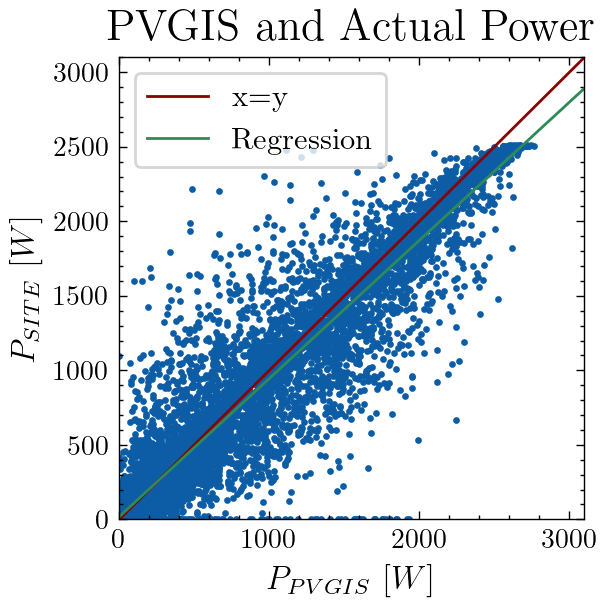 PVGIS and Actual Power
x=y
Regression
3000
2500
2000
1500
1000
500
0
P_{SITE} [W]
0 1000 2000 3000
P_{PVGIS} [W]